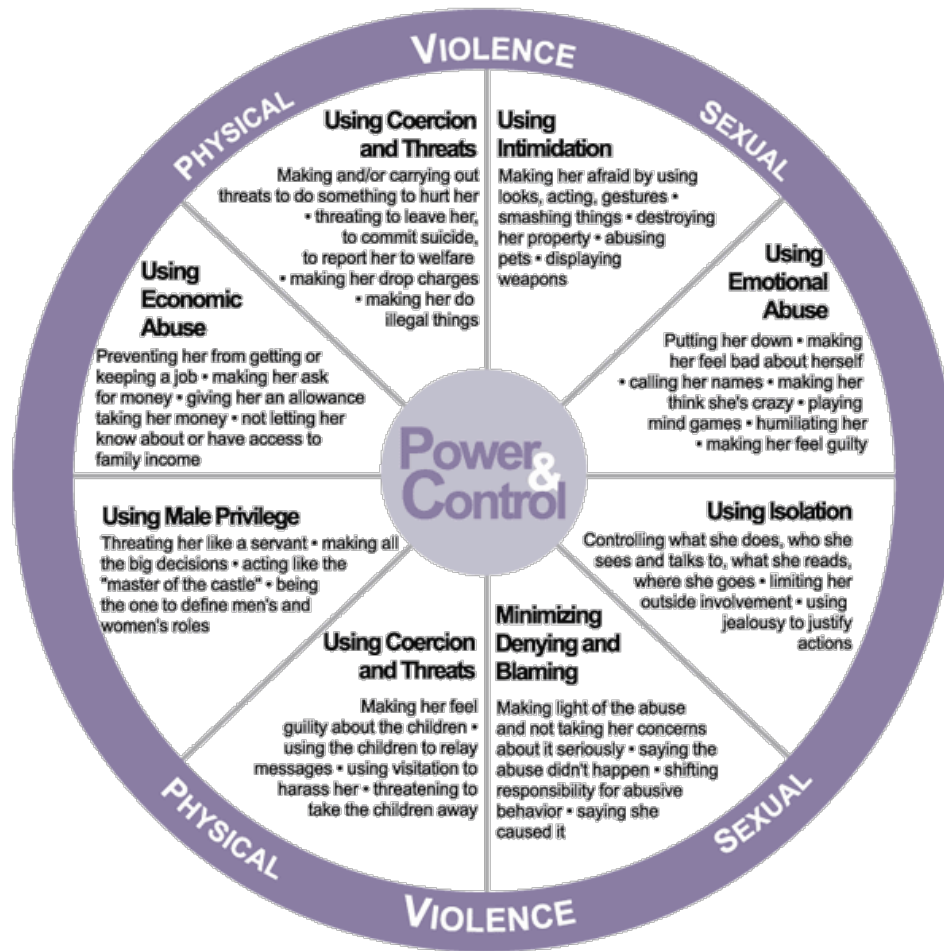 VIOLENCE
PHYSICAL
SEXUAL
Using Coercion
and Threats
Making and/or carrying out
threats to do something to hurt her
• threating to leave her,
to commit suicide,
to report her to welfare
• making her drop charges
• making her do
illegal things
Using
Intimidation
Making her afraid by using
looks, acting, gestures •
smashing things • destroying
her property • abusing
pets • displaying
weapons
Using
Economic
Abuse
Preventing her from getting or
keeping a job • making her ask
for money • giving her an allowance
taking her money • not letting her
know about or have access to
family income
Using
Emotional
Abuse
Putting her down • making
her feel bad about herself
• calling her names • making her
think she's crazy • playing
mind games • humiliating her
• making her feel guilty
Power
&
Control
Using Male Privilege
Threating her like a servant • making all
the big decisions • acting like the
"master of the castle" • being
the one to define men's and
women's roles
Using Isolation
Controlling what she does, who she
sees and talks to, what she reads,
where she goes • limiting her
outside involvement • using
jealousy to justify
actions
Using Coercion
and Threats
Making her feel
guility about the children •
using the children to relay
messages • using visitation to
harass her • threatening to
take the children away
Minimizing
Denying and
Blaming
Making light of the abuse
and not taking her concerns
about it seriously • saying the
abuse didn't happen • shifting
responsibility for abusive
behavior • saying she
caused it
PHYSICAL
SEXUAL
VIOLENCE